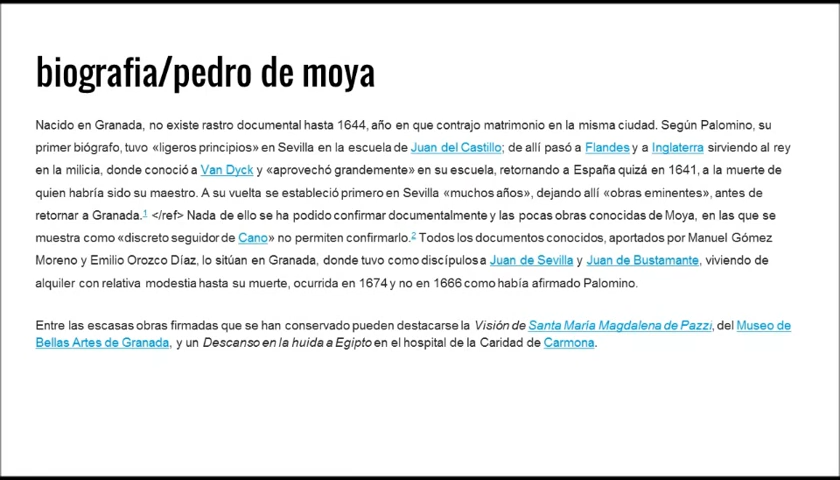 biografia/pedro de moya
Nacido en Granada, no existe rastro documental hasta 1644, año en que contrajo matrimonio en la misma ciudad. Según Palomino, su
primer biógrafo, tuvo «ligeros principios» en Sevilla en la escuela de Juan del Castillo; de allí pasó a Flandes y a Inglaterra sirviendo al rey
en la milicia, donde conoció a Van Dyck y «aprovechó grandemente» en su escuela, retornando a España quizá en 1641, a la muerte de
quien habría sido su maestro. A su vuelta se estableció primero en Sevilla «muchos años», dejando allí «obras eminentes», antes de
retornar a Granada.1 </ref> Nada de ello se ha podido confirmar documentalmente y las pocas obras conocidas de Moya, en las que se
muestra como «discreto seguidor de Cano» no permiten confirmarlo.2 Todos los documentos conocidos, aportados por Manuel Gómez
Moreno y Emilio Orozco Díaz, lo sitúan en Granada, donde tuvo como discípulos a Juan de Sevilla y Juan de Bustamante, viviendo de
alquiler con relativa modestia hasta su muerte, ocurrida en 1674 y no en 1666 como había afirmado Palomino.
Entre las escasas obras firmadas que se han conservado pueden destacarse la Visión de Santa María Magdalena de Pazzi, del Museo de
Bellas Artes de Granada, y un Descanso en la huida a Egipto en el hospital de la Caridad de Carmona.